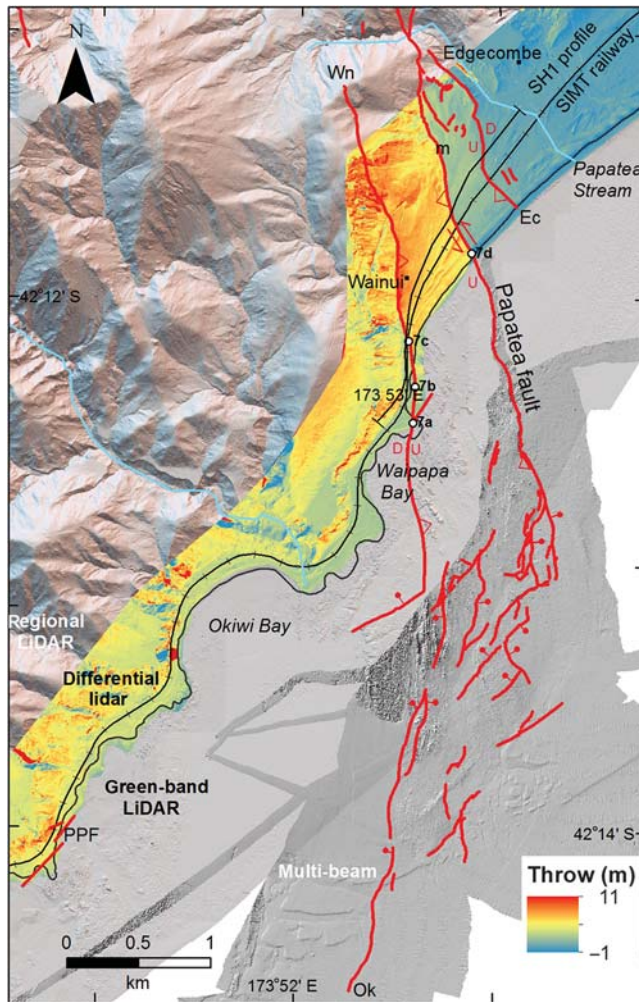 N
Edgecombe
SH1 profile
SIMT railway
Wn
D
U
m
Papatea
Stream
Ec
7d
U
Wainui
42°12' S
7c
Papatea fault
7b
173 53' E
7a
D U
Waipapa
Bay
Okiwi Bay
Regional
LiDAR
Differential
lidar
Green-band
LiDAR
PPF
42°14' S
Multi-beam
Throw (m)
11
–1
0 0.5 1
km
173°52' E
Ok